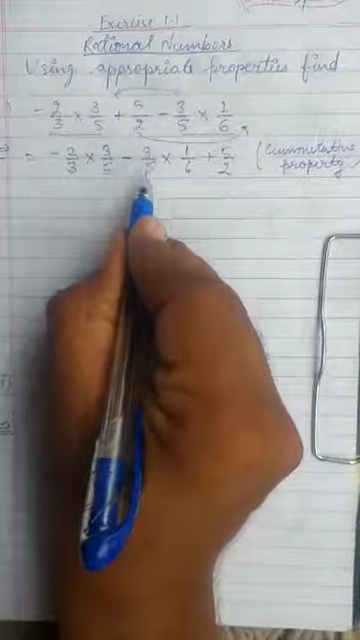 Exercise 1.1
Rational Numbers
Using appropriate properties find
- 2/3 × 3/5 + 5/2 - 3/5 × 1/6
= - 2/3 × 3/5 - 3/5 × 1/6 + 5/2 (Commutative property)